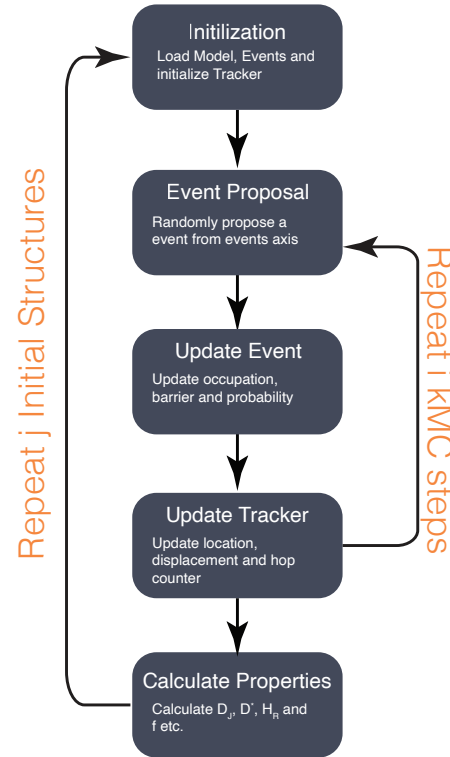 Initilization
Load Model, Events and
initialize Tracker
Event Proposal
Randomly propose a
event from events axis
Update Event
Update occupation,
barrier and probability
Update Tracker
Update location,
displacement and hop
counter
Calculate Properties
Calculate D_J, D*, H_R and
f etc.
Repeat j Initial Structures
Repeat i kMC
steps